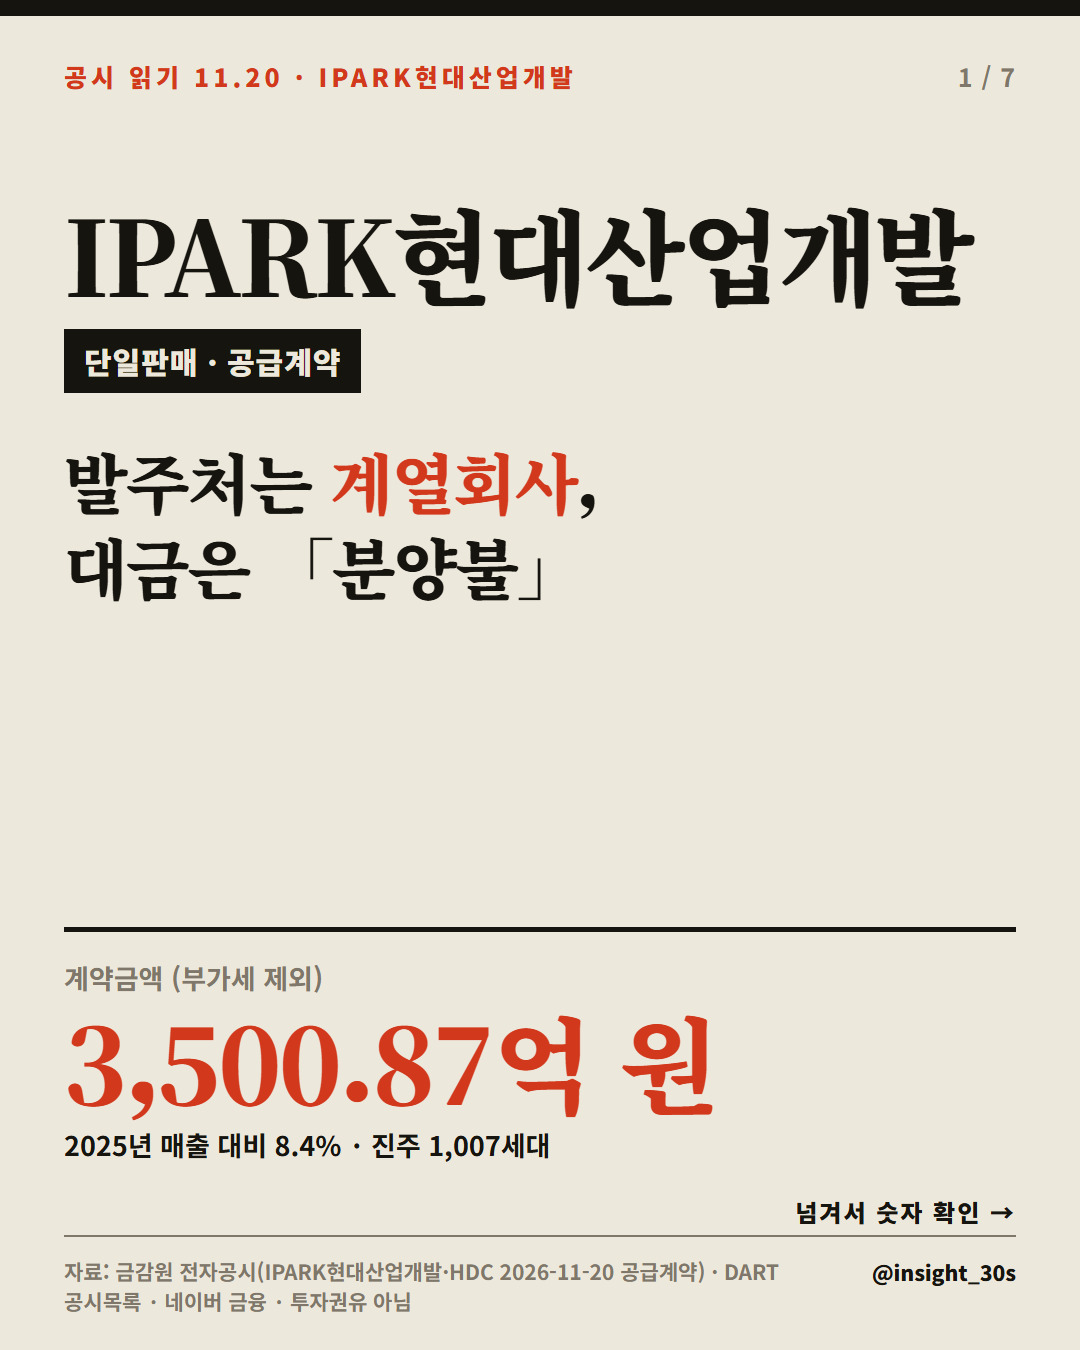 공시 읽기 11.20 · IPARK현대산업개발
1 / 7
IPARK현대산업개발
단일판매 · 공급계약
발주처는 계열회사,
대금은 「분양불」
계약금액 (부가세 제외)
3,500.87억 원
2025년 매출 대비 8.4% · 진주 1,007세대
넘겨서 숫자 확인 →
자료: 금감원 전자공시(IPARK현대산업개발·HDC 2026-11-20 공급계약) · DART
공시목록 · 네이버 금융 · 투자권유 아님
@insight_30s